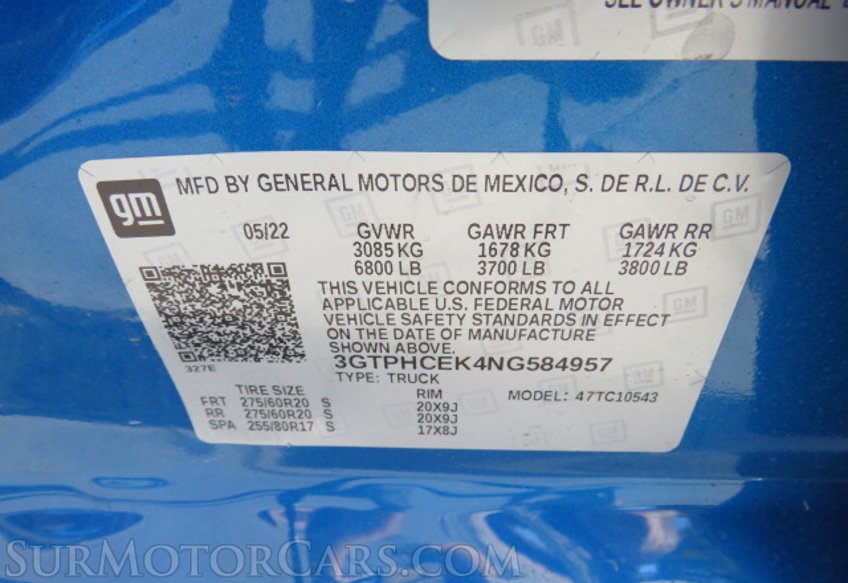 SEE OWNER'S MANUAL
gm
MFD BY GENERAL MOTORS DE MEXICO, S. DE R.L. DE C.V.
05/22 GVWR GAWR FRT GAWR RR
3085 KG 1678 KG 1724 KG
6800 LB 3700 LB 3800 LB
THIS VEHICLE CONFORMS TO ALL
APPLICABLE U.S. FEDERAL MOTOR
VEHICLE SAFETY STANDARDS IN EFFECT
ON THE DATE OF MANUFACTURE
SHOWN ABOVE.
327E
3GTPHCEK4NG584957
TYPE: TRUCK
TIRE SIZE RIM MODEL: 47TC10543
FRT 275/60R20 S 20X9J
RR 275/60R20 S 20X9J
SPA 255/80R17 S 17X8J
SURMOTORCARS.COM